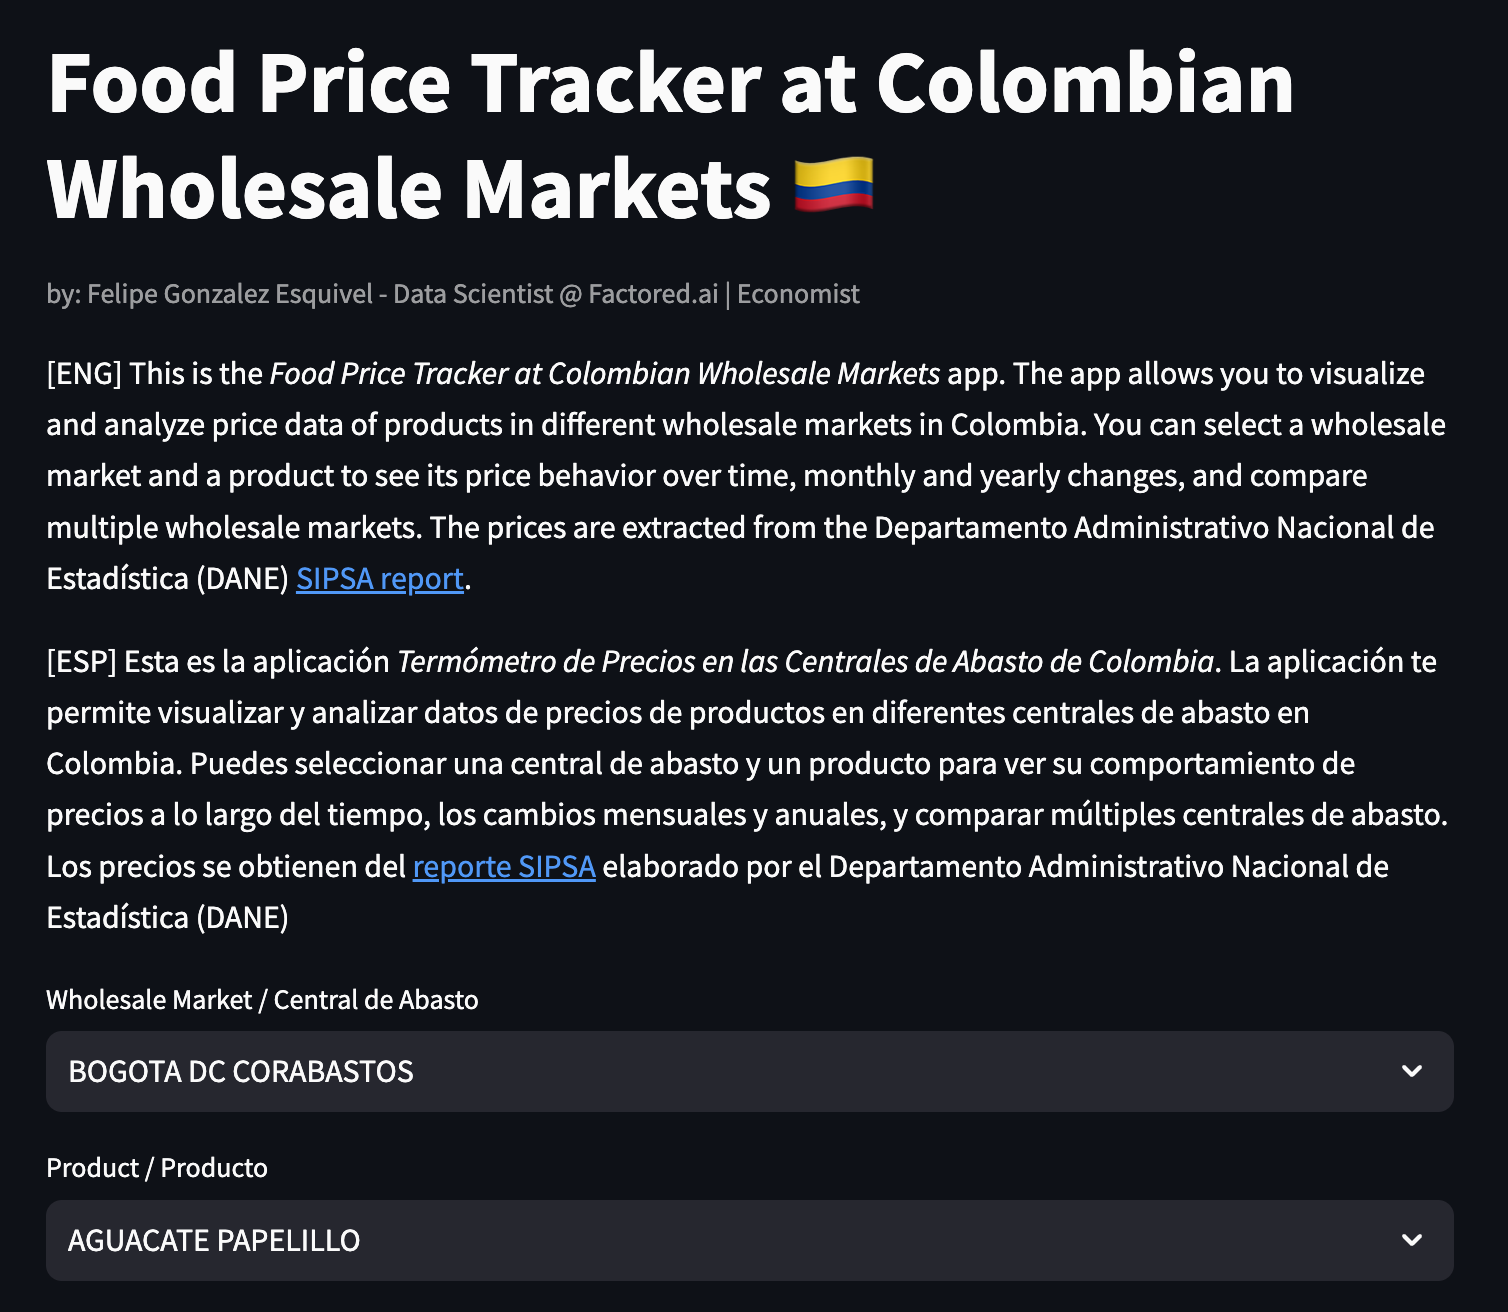 Food Price Tracker at Colombian
Wholesale Markets 🇨🇴
by: Felipe Gonzalez Esquivel - Data Scientist @ Factored.ai | Economist
[ENG] This is the Food Price Tracker at Colombian Wholesale Markets app. The app allows you to visualize
and analyze price data of products in different wholesale markets in Colombia. You can select a wholesale
market and a product to see its price behavior over time, monthly and yearly changes, and compare
multiple wholesale markets. The prices are extracted from the Departamento Administrativo Nacional de
Estadística (DANE) SIPSA report.
[ESP] Esta es la aplicación Termómetro de Precios en las Centrales de Abasto de Colombia. La aplicación te
permite visualizar y analizar datos de precios de productos en diferentes centrales de abasto en
Colombia. Puedes seleccionar una central de abasto y un producto para ver su comportamiento de
precios a lo largo del tiempo, los cambios mensuales y anuales, y comparar múltiples centrales de abasto.
Los precios se obtienen del reporte SIPSA elaborado por el Departamento Administrativo Nacional de
Estadística (DANE)
Wholesale Market / Central de Abasto
BOGOTA DC CORABASTOS
Product / Producto
AGUACATE PAPELILLO